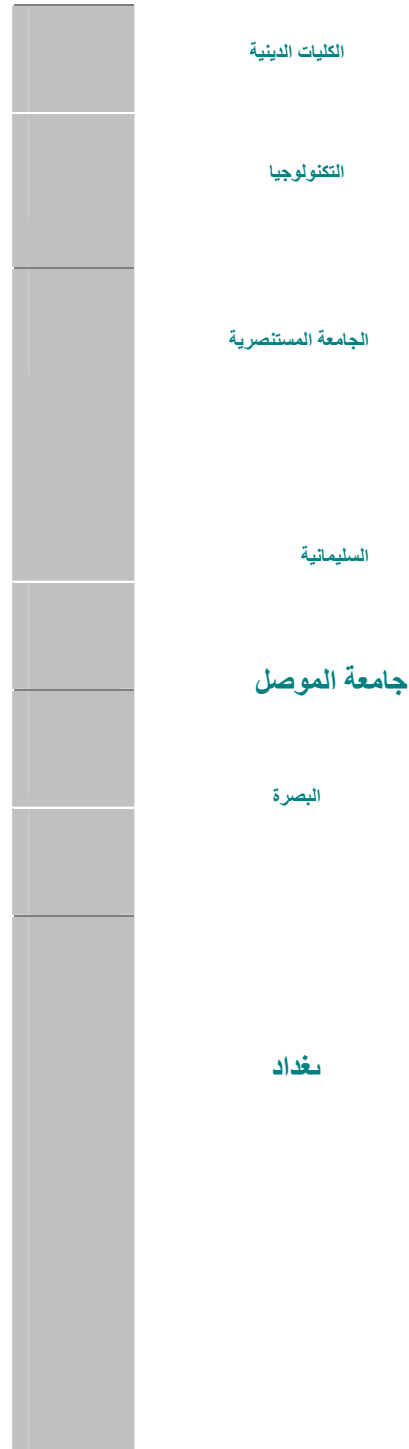 الكليات الدينية
التكنولوجيا
الجامعة المستنصرية
السليمانية
جامعة الموصل
البصرة
بغداد